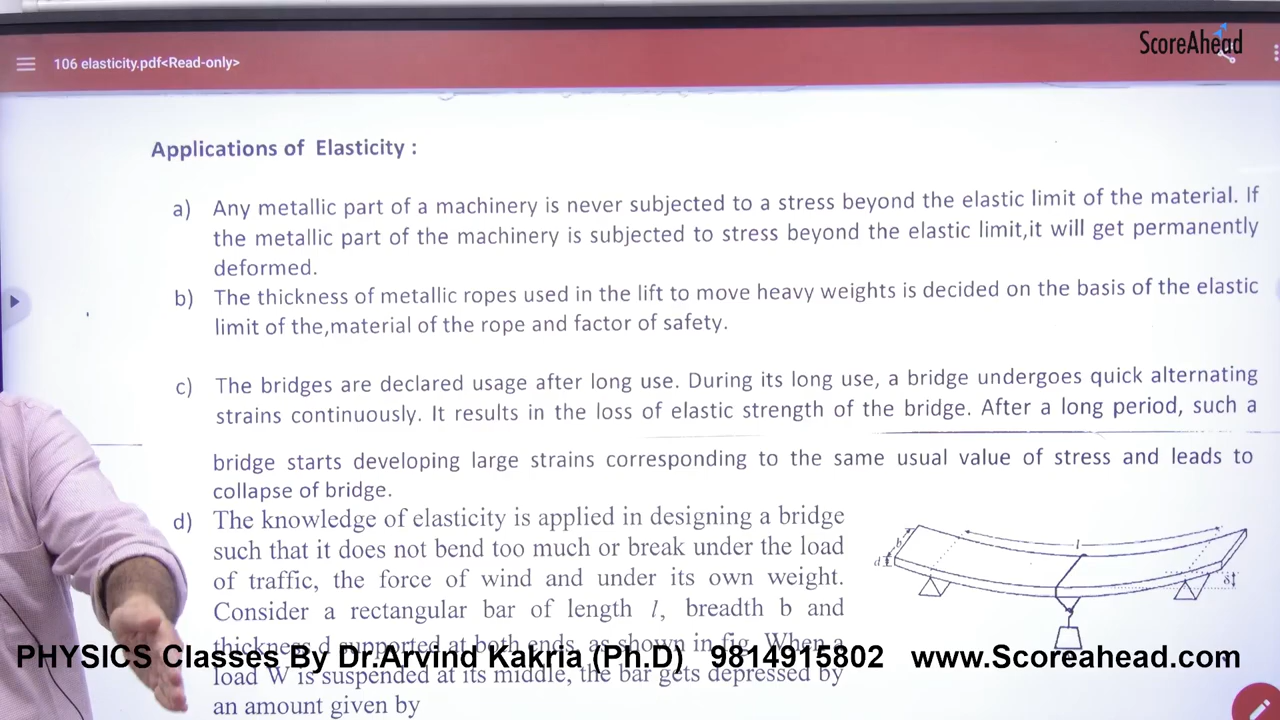 ScoreAhead
106 elasticity.pdf<Read-only>
Applications of Elasticity :
a) Any metallic part of a machinery is never subjected to a stress beyond the elastic limit of the material. If
the metallic part of the machinery is subjected to stress beyond the elastic limit,it will get permanently
deformed.
b) The thickness of metallic ropes used in the lift to move heavy weights is decided on the basis of the elastic
limit of the,material of the rope and factor of safety.
c) The bridges are declared usage after long use. During its long use, a bridge undergoes quick alternating
strains continuously. It results in the loss of elastic strength of the bridge. After a long period, such a
bridge starts developing large strains corresponding to the same usual value of stress and leads to
collapse of bridge.
d) The knowledge of elasticity is applied in designing a bridge
such that it does not bend too much or break under the load
of traffic, the force of wind and under its own weight.
Consider a rectangular bar of length l, breadth b and
thickness d supported at both ends, as shown in fig. When a
load W is suspended at its middle, the bar gets depressed by
an amount given by
b
d
l
δ
PHYSICS Classes By Dr.Arvind Kakria (Ph.D) 9814915802 www.Scoreahead.com